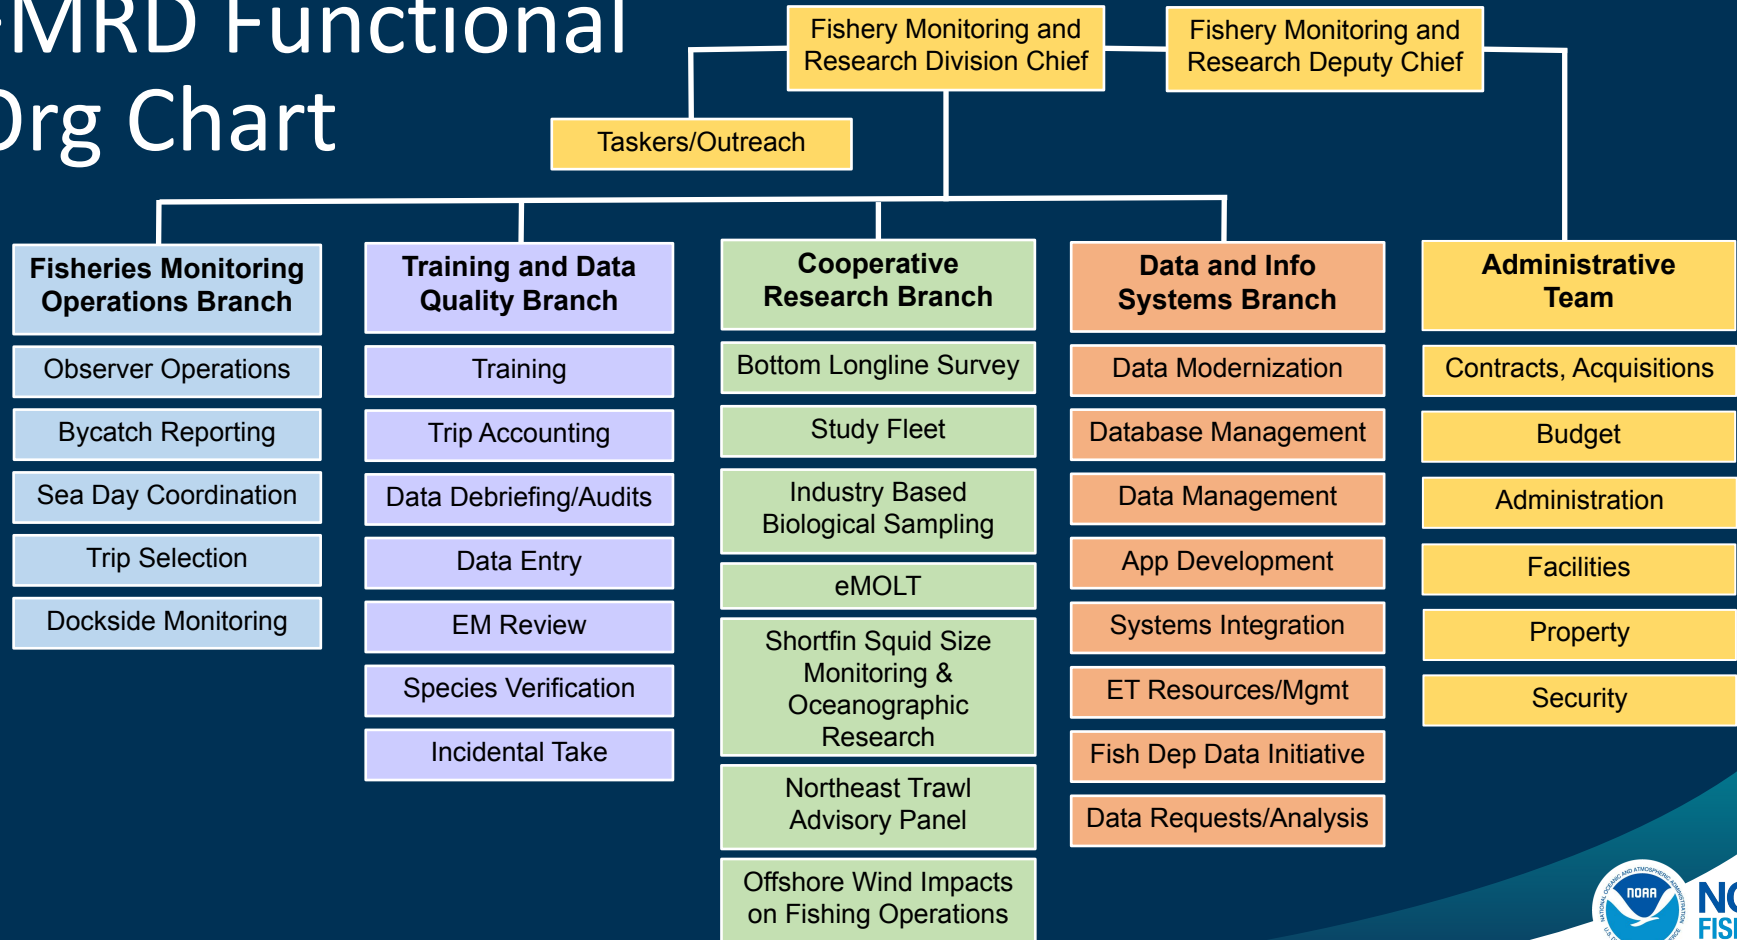 MRD Functional
Org Chart
Fishery Monitoring and
Research Division Chief
Fishery Monitoring and
Research Deputy Chief
Taskers/Outreach
Fisheries Monitoring
Operations Branch
Observer Operations
Bycatch Reporting
Sea Day Coordination
Trip Selection
Dockside Monitoring
Training and Data
Quality Branch
Training
Trip Accounting
Data Debriefing/Audits
Data Entry
EM Review
Species Verification
Incidental Take
Cooperative
Research Branch
Bottom Longline Survey
Study Fleet
Industry Based
Biological Sampling
eMOLT
Shortfin Squid Size
Monitoring &
Oceanographic
Research
Northeast Trawl
Advisory Panel
Offshore Wind Impacts
on Fishing Operations
Data and Info
Systems Branch
Data Modernization
Database Management
Data Management
App Development
Systems Integration
ET Resources/Mgmt
Fish Dep Data Initiative
Data Requests/Analysis
Administrative
Team
Contracts, Acquisitions
Budget
Administration
Facilities
Property
Security
NOAA